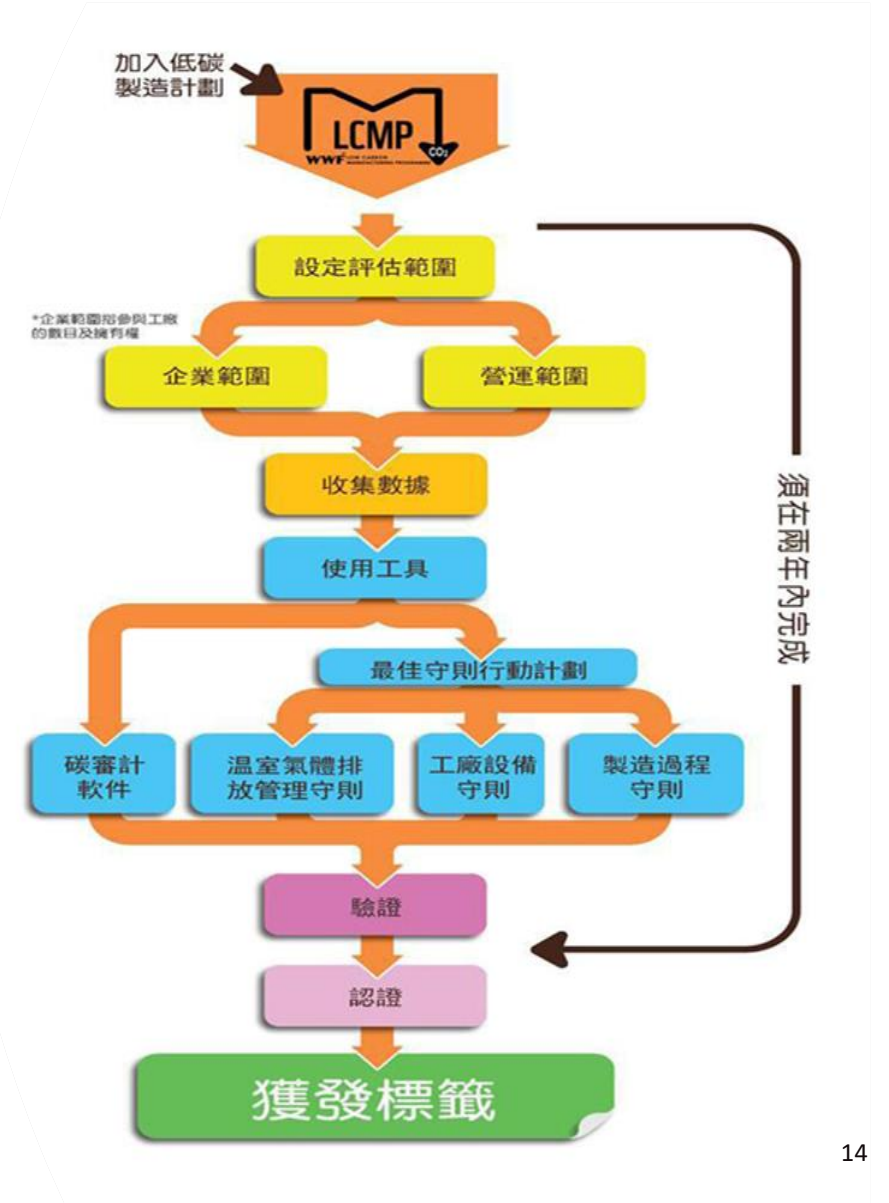 加入低碳
製造計劃
LCMP
CO₂
WWF LOW CARBON
MANUFACTURING PROGRAMME
設定評估範圍
*企業範圍指參與工廠
的數目及擁有權
企業範圍
營運範圍
收集數據
使用工具
最佳守則行動計劃
碳審計
軟件
温室氣體排
放管理守則
工廠設備
守則
製造過程
守則
須在兩年內完成
驗證
認證
獲發標籤
14